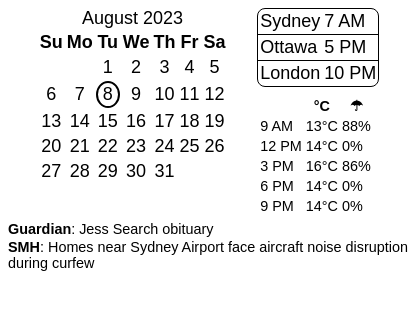 August 2023
Su Mo Tu We Th Fr Sa
1 2 3 4 5
6 7 8 9 10 11 12
13 14 15 16 17 18 19
20 21 22 23 24 25 26
27 28 29 30 31
Sydney 7 AM
Ottawa 5 PM
London 10 PM
°C ☂
9 AM 13°C 88%
12 PM 14°C 0%
3 PM 16°C 86%
6 PM 14°C 0%
9 PM 14°C 0%
Guardian: Jess Search obituary
SMH: Homes near Sydney Airport face aircraft noise disruption
during curfew